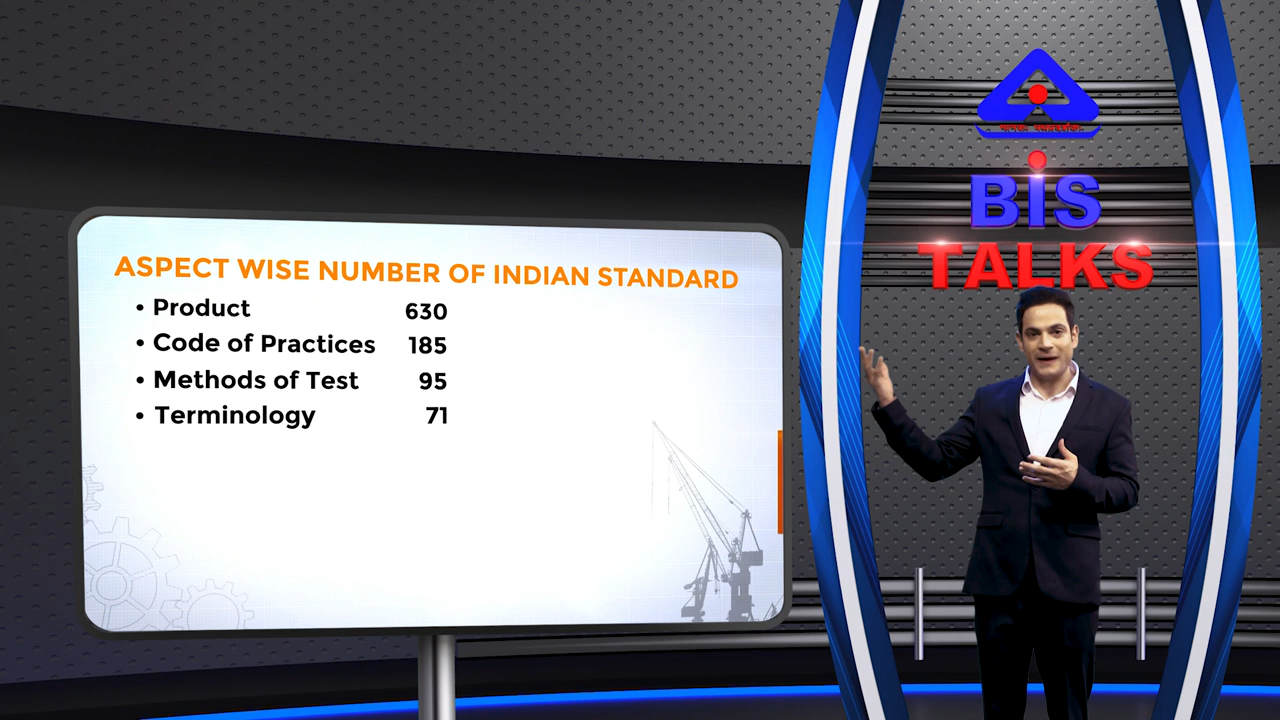 ASPECT WISE NUMBER OF INDIAN STANDARD
• Product 630
• Code of Practices 185
• Methods of Test 95
• Terminology 71
BIS
TALKS